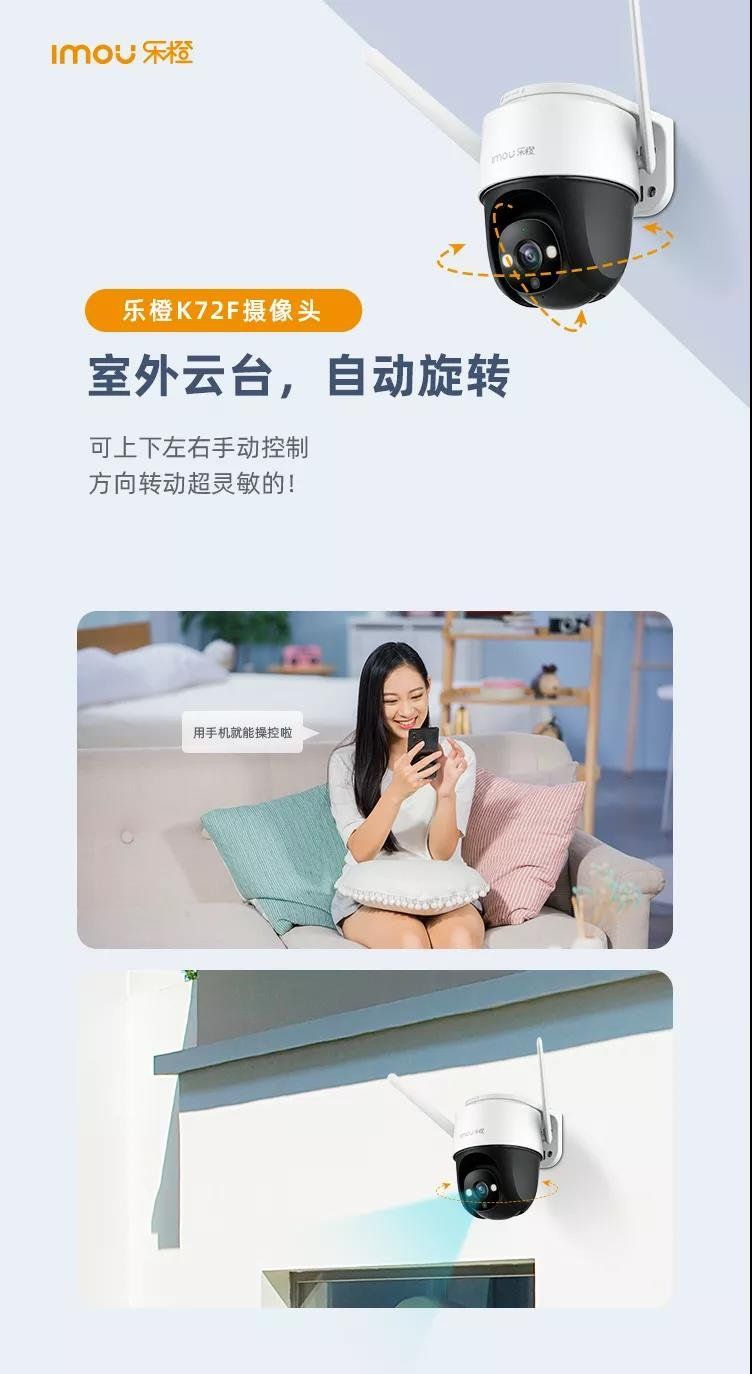 imou 乐橙
imou 乐橙
乐橙K72F摄像头
室外云台，自动旋转
可上下左右手动控制
方向转动超灵敏的！
用手机就能操控啦
imou 乐橙